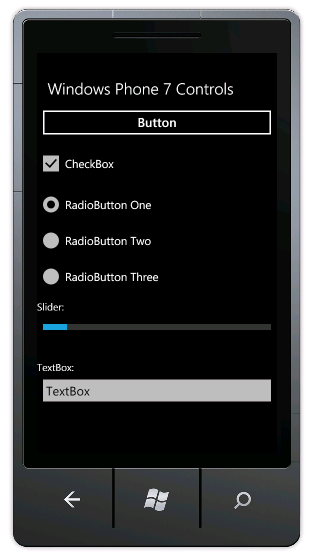 Windows Phone 7 Controls
Button
CheckBox
RadioButton One
RadioButton Two
RadioButton Three
Slider:
TextBox:
TextBox